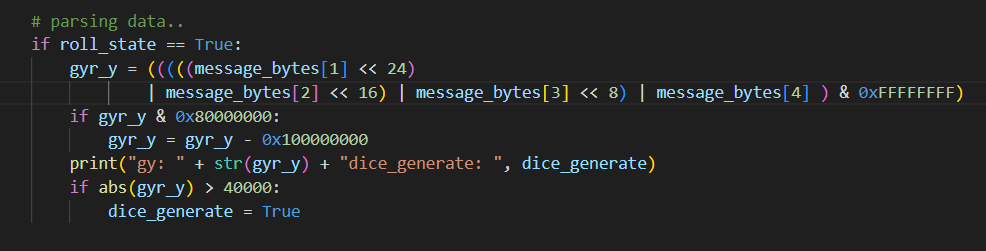 # parsing data..
if roll_state == True:
gyr_y = (((((message_bytes[1] << 24)
| message_bytes[2] << 16) | message_bytes[3] << 8) | message_bytes[4] ) & 0xFFFFFFFF)
if gyr_y & 0x80000000:
gyr_y = gyr_y - 0x100000000
print("gy: " + str(gyr_y) + "dice_generate: ", dice_generate)
if abs(gyr_y) > 40000:
dice_generate = True